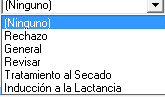 (Ninguno)
(Ninguno)
Rechazo
General
Revisar
Tratamiento al Secado
Inducción a la Lactancia